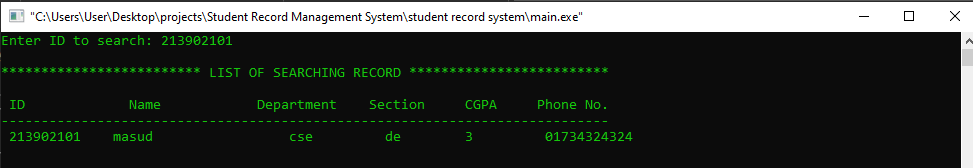 "C:\Users\User\Desktop\projects\Student Record Management System\student record system\main.exe"
Enter ID to search: 213902101
************************* LIST OF SEARCHING RECORD *************************
ID Name Department Section CGPA Phone No.
-------------------------------------------------------------------------------
213902101 masud cse de 3 01734324324